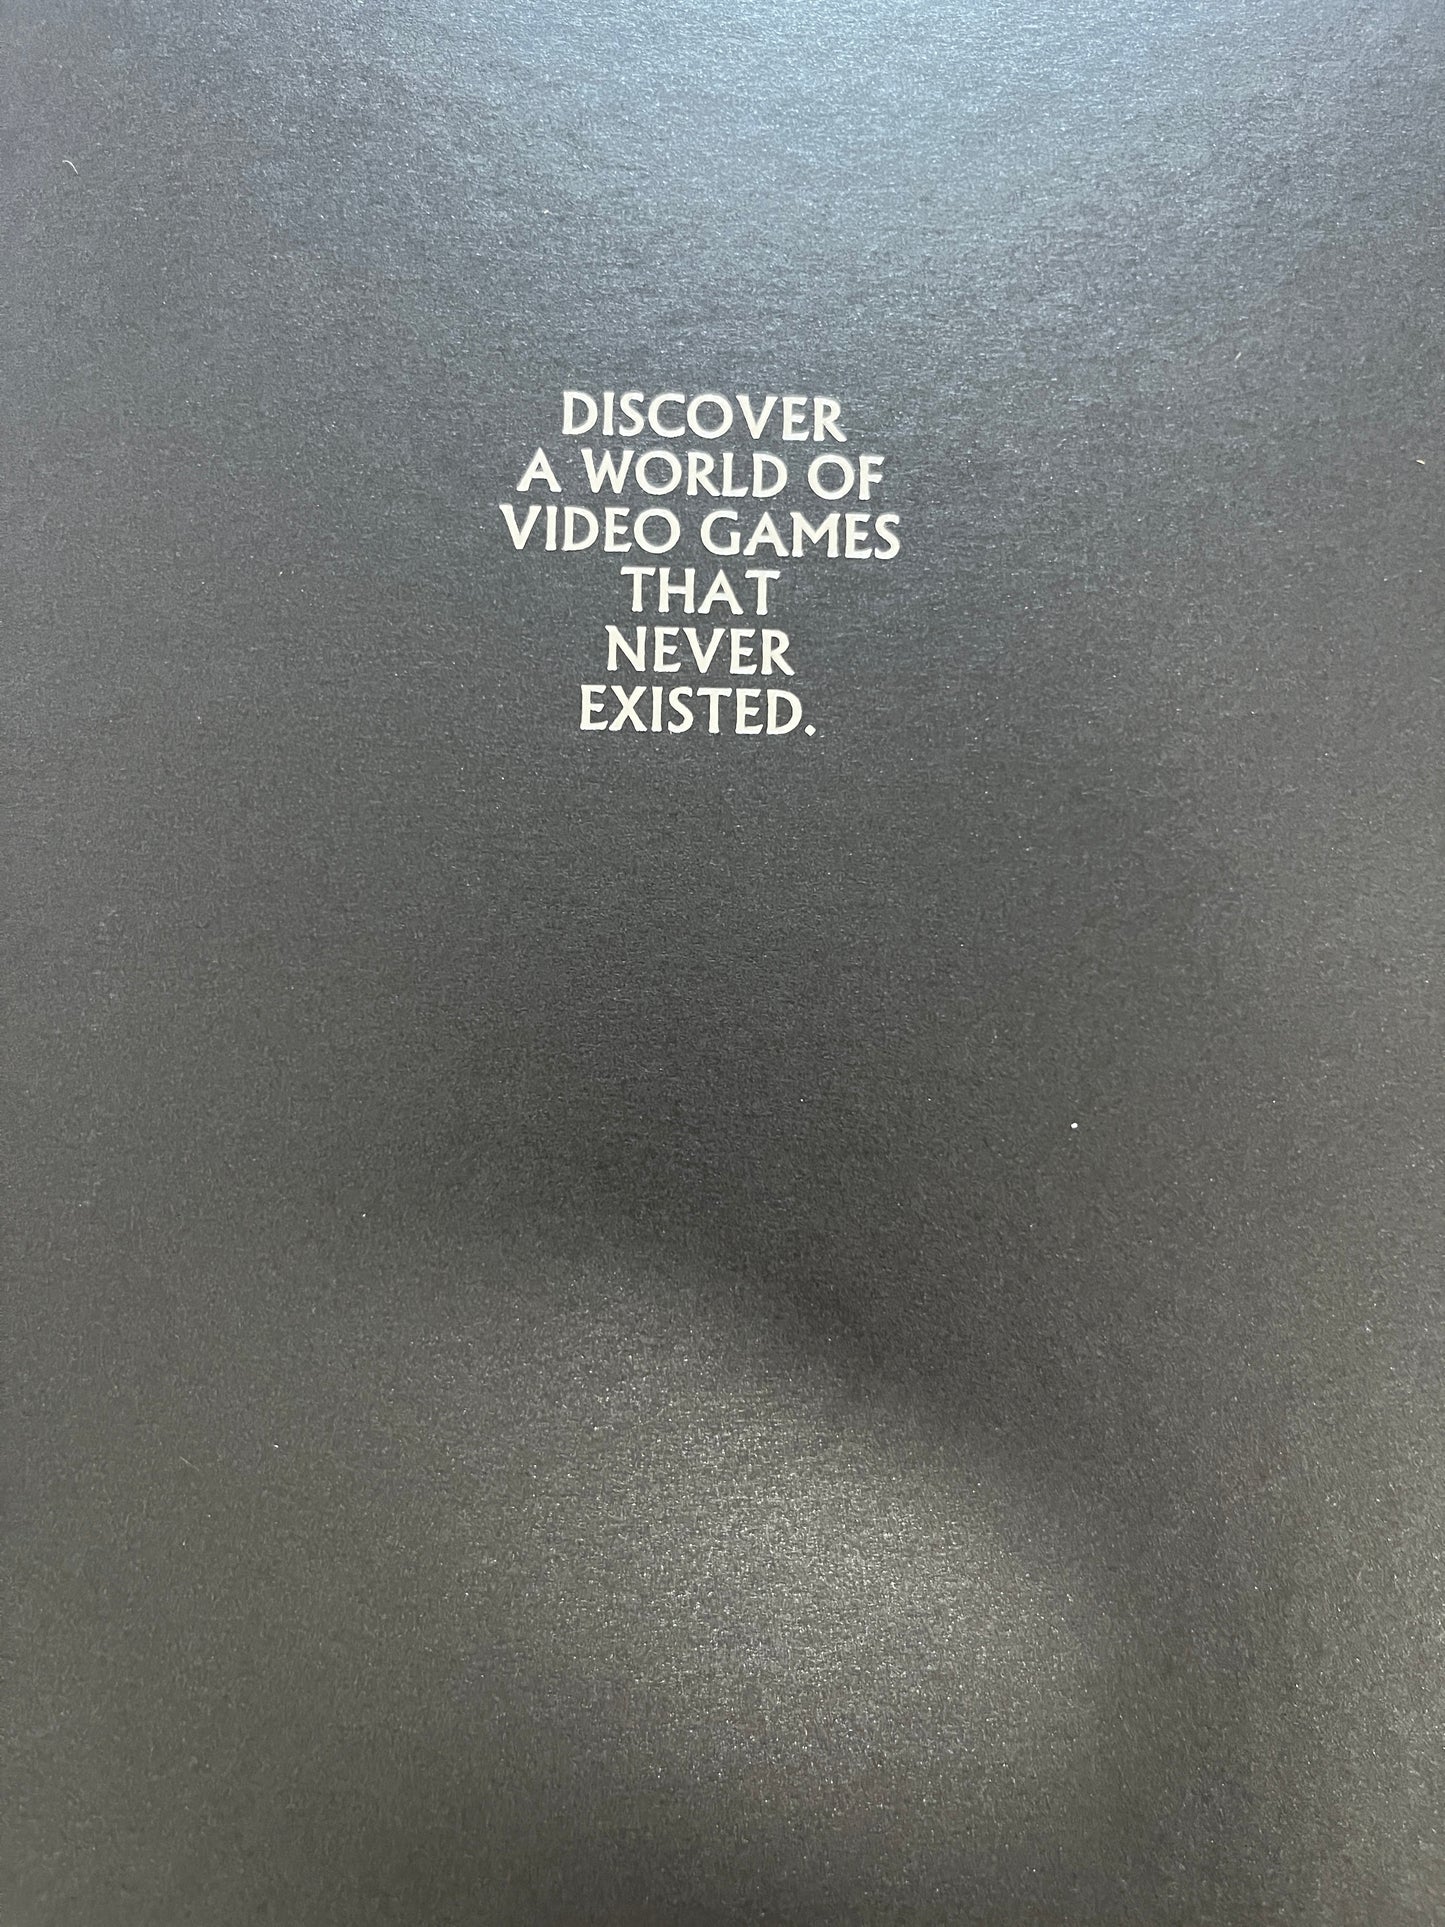 DISCOVER
A WORLD OF
VIDEO GAMES
THAT
NEVER
EXISTED.